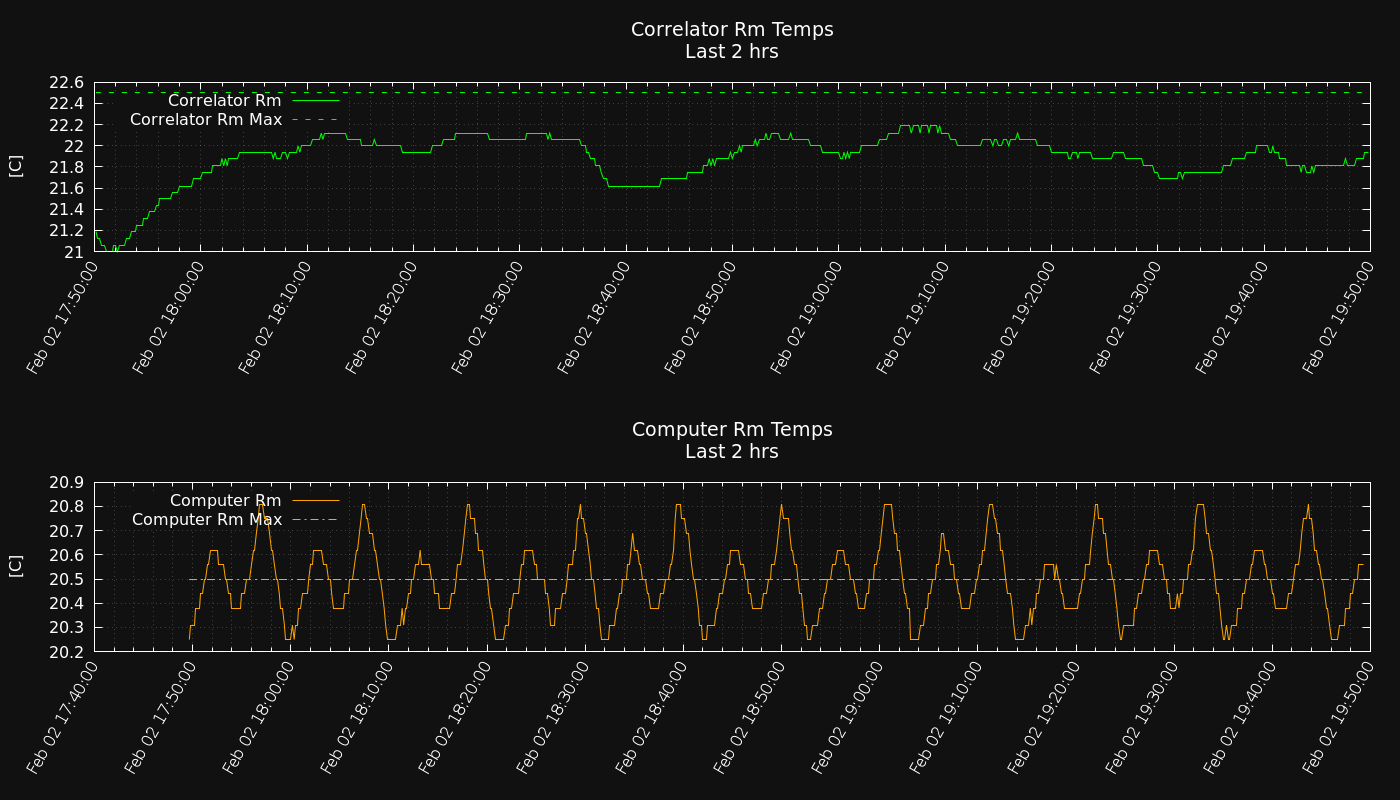 Correlator Rm Temps
Last 2 hrs
22.6
22.4
22.2
22
21.8
21.6
21.4
21.2
21
[C]
Correlator Rm
Correlator Rm Max
Feb 02 17:50:00
Feb 02 18:00:00
Feb 02 18:10:00
Feb 02 18:20:00
Feb 02 18:30:00
Feb 02 18:40:00
Feb 02 18:50:00
Feb 02 19:00:00
Feb 02 19:10:00
Feb 02 19:20:00
Feb 02 19:30:00
Feb 02 19:40:00
Feb 02 19:50:00
Computer Rm Temps
Last 2 hrs
20.9
20.8
20.7
20.6
20.5
20.4
20.3
20.2
[C]
Computer Rm
Computer Rm Max
Feb 02 17:40:00
Feb 02 17:50:00
Feb 02 18:00:00
Feb 02 18:10:00
Feb 02 18:20:00
Feb 02 18:30:00
Feb 02 18:40:00
Feb 02 18:50:00
Feb 02 19:00:00
Feb 02 19:10:00
Feb 02 19:20:00
Feb 02 19:30:00
Feb 02 19:40:00
Feb 02 19:50:00